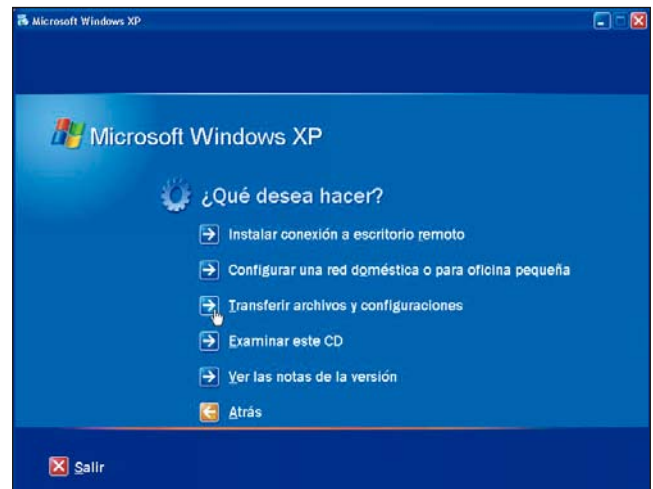 Microsoft Windows XP
Microsoft Windows XP
¿Qué desea hacer?
Instalar conexión a escritorio remoto
Configurar una red doméstica o para oficina pequeña
Transferir archivos y configuraciones
Examinar este CD
Ver las notas de la versión
Atrás
Salir